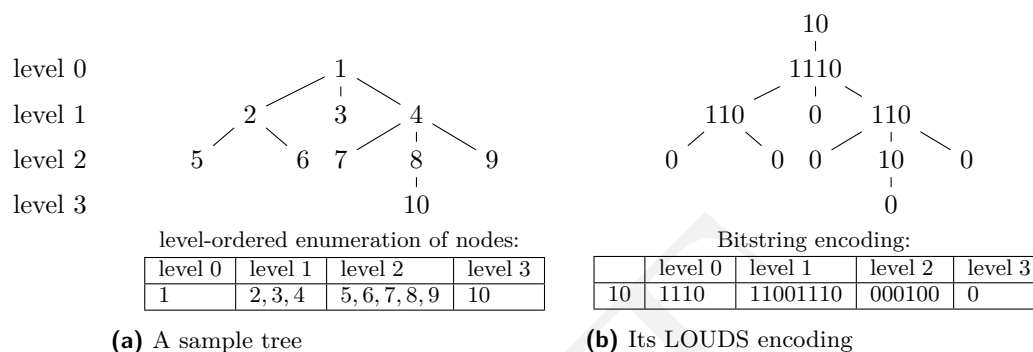 level 0
level 1
level 2
level 3
1
2 3 4
5 6 7 8 9
10
level-ordered enumeration of nodes:
level 0 level 1 level 2 level 3
1 2, 3, 4 5, 6, 7, 8, 9 10
(a) A sample tree
10
1110
110 0 110
0 0 0 10 0
0
Bitstring encoding:
level 0 level 1 level 2 level 3
10 1110 11001110 000100 0
(b) Its LOUDS encoding